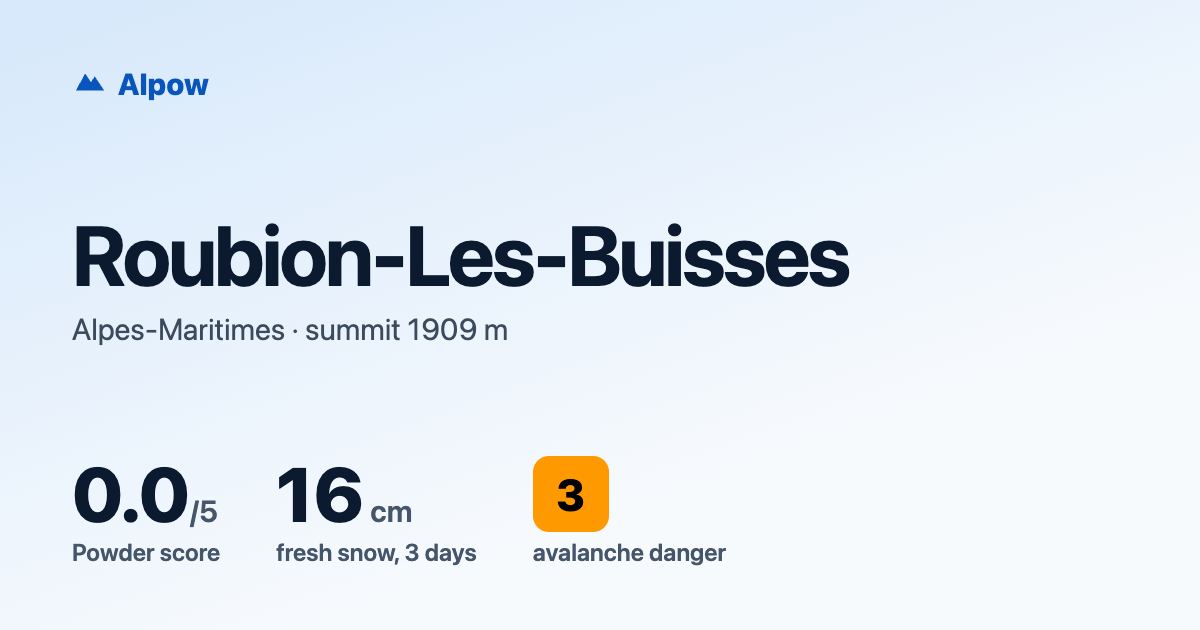 Alpow
Roubion-Les-Buisses
Alpes-Maritimes · summit 1909 m
0.0/5 16 cm 3
Powder score fresh snow, 3 days avalanche danger